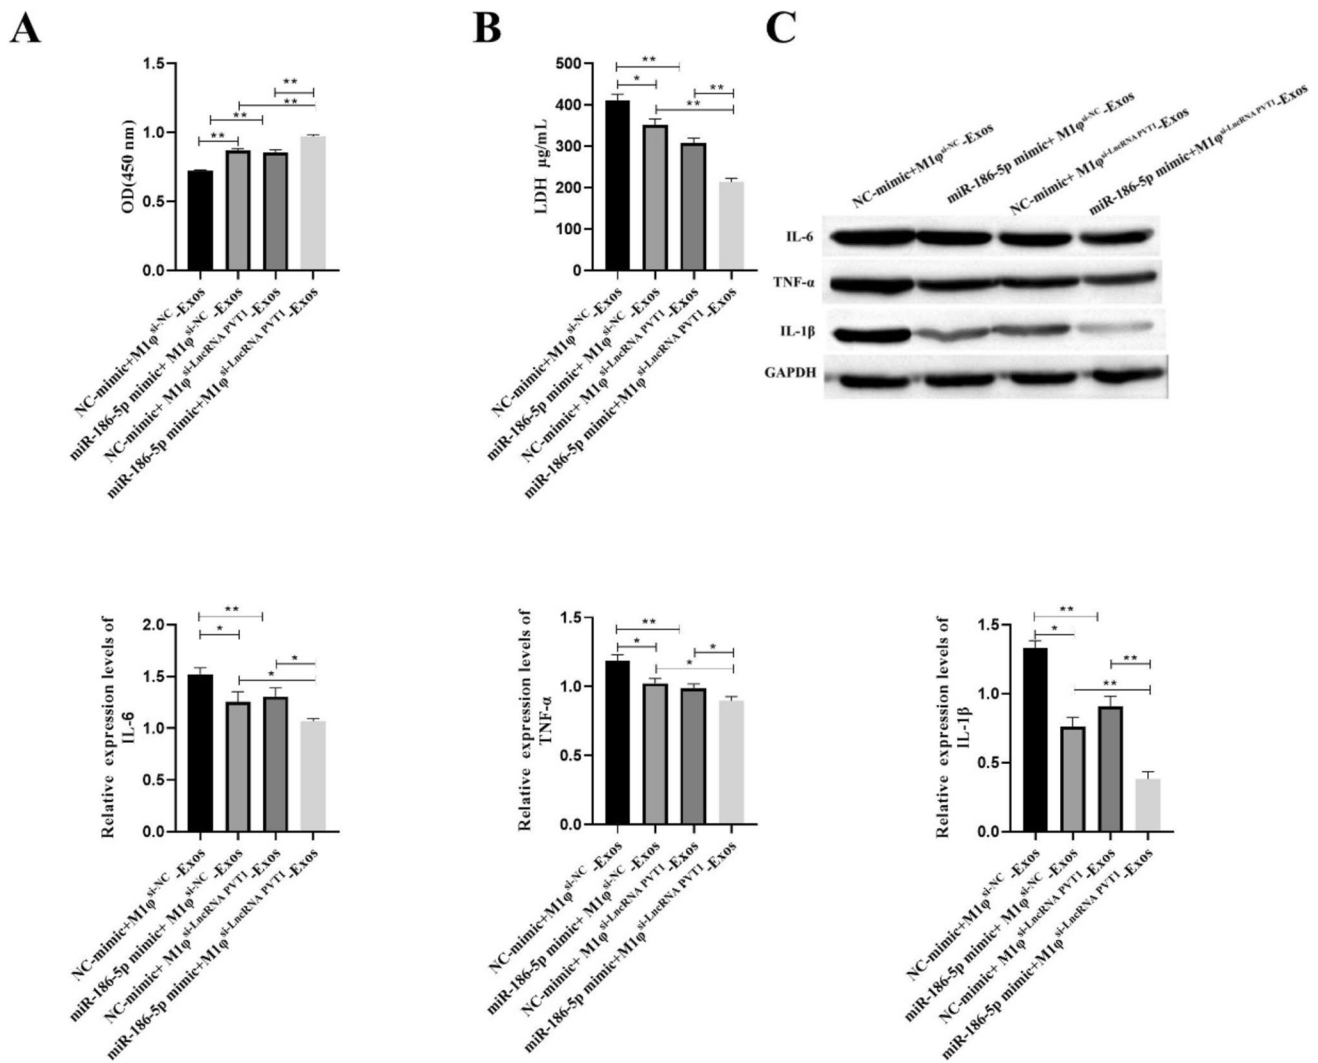 A
B
C
1.5
1.0
0.5
0.0
OD(450 nm)
**
**
**
**
NC-mimic+M1φsi-NC -Exos
miR-186-5p mimic+ M1φsi-NC -Exos
NC-mimic+ M1φsi-LncRNA PVT1-Exos
miR-186-5p mimic+M1φsi-LncRNA PVT1-Exos
500
400
300
200
100
0
LDH μg/mL
**
*
**
**
NC-mimic+M1φsi-NC -Exos
miR-186-5p mimic+ M1φsi-NC -Exos
NC-mimic+ M1φsi-LncRNA PVT1-Exos
miR-186-5p mimic+M1φsi-LncRNA PVT1-Exos
NC-mimic+M1φsi-NC -Exos
miR-186-5p mimic+ M1φsi-NC-Exos
NC-mimic+ M1φsi-LncRNA PVT1-Exos
miR-186-5p mimic+M1φsi-LncRNA PVT1-Exos
IL-6
TNF-α
IL-1β
GAPDH
2.0
1.5
1.0
0.5
0.0
Relative expression levels of
IL-6
**
*
*
*
NC-mimic+M1φsi-NC -Exos
miR-186-5p mimic+ M1φsi-NC -Exos
NC-mimic+ M1φsi-LncRNA PVT1-Exos
miR-186-5p mimic+M1φsi-LncRNA PVT1-Exos
1.5
1.0
0.5
0.0
Relative expression levels of
TNF-α
**
*
*
*
NC-mimic+M1φsi-NC -Exos
miR-186-5p mimic+ M1φsi-NC -Exos
NC-mimic+ M1φsi-LncRNA PVT1-Exos
miR-186-5p mimic+M1φsi-LncRNA PVT1-Exos
1.5
1.0
0.5
0.0
Relative expression levels of
IL-1β
**
*
**
**
NC-mimic+M1φsi-NC -Exos
miR-186-5p mimic+ M1φsi-NC -Exos
NC-mimic+ M1φsi-LncRNA PVT1-Exos
miR-186-5p mimic+M1φsi-LncRNA PVT1-Exos